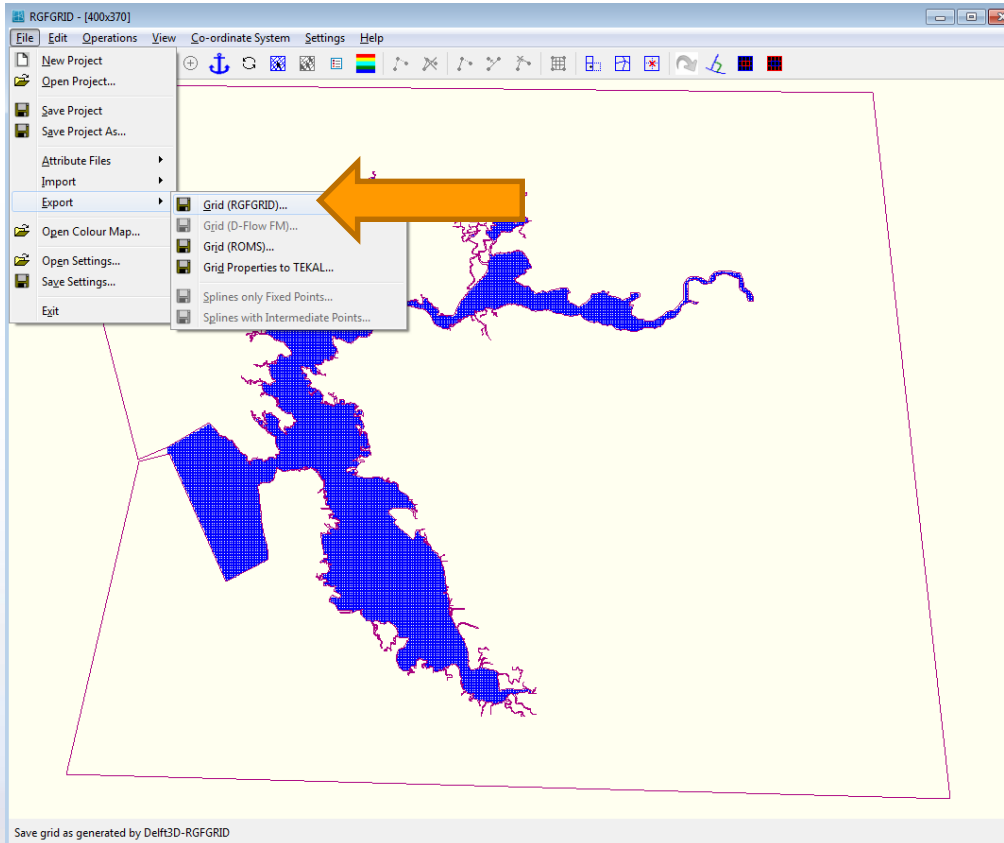 RGFGRID - [400x370]
File Edit Operations View Co-ordinate System Settings Help
New Project
Open Project...
Save Project
Save Project As...
Attribute Files
Import
Export
Open Colour Map...
Open Settings...
Save Settings...
Exit
Grid (RGFGRID)...
Grid (D-Flow FM)...
Grid (ROMS)...
Grid Properties to TEKAL...
Splines only Fixed Points...
Splines with Intermediate Points...
Save grid as generated by Delft3D-RGFGRID